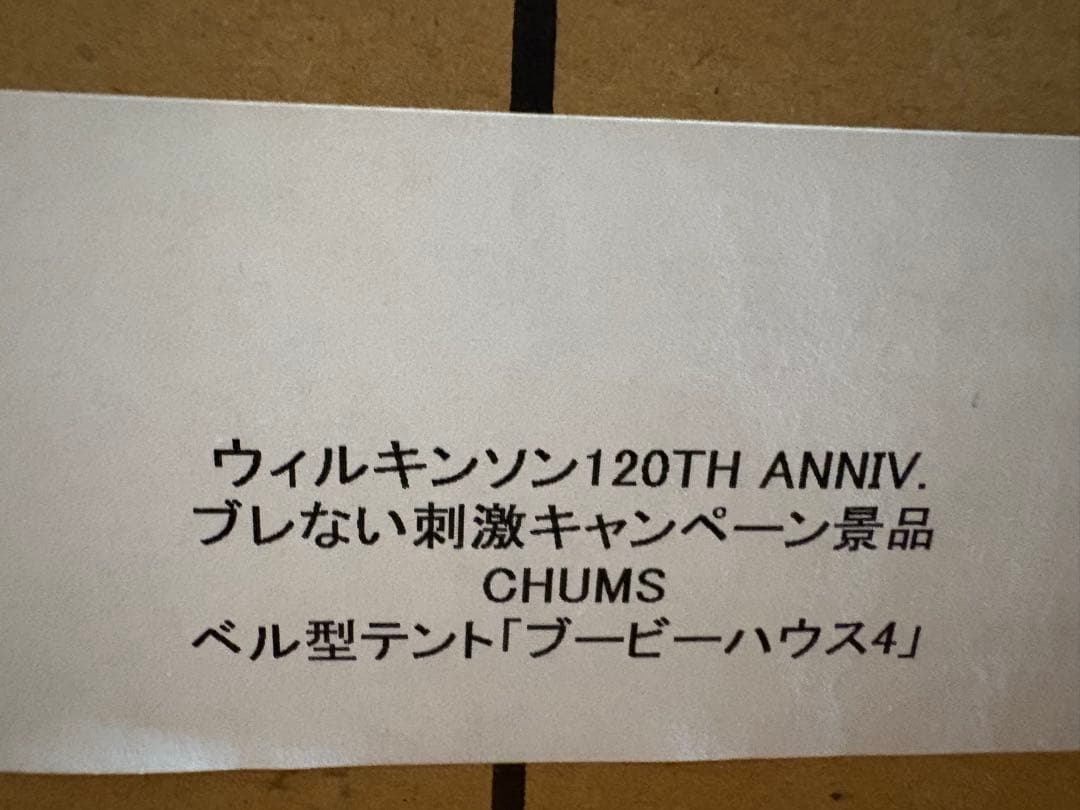 ウィルキンソン120TH ANNIV.
ブレない刺激キャンペーン景品
CHUMS
ベル型テント「ブービーハウス4」